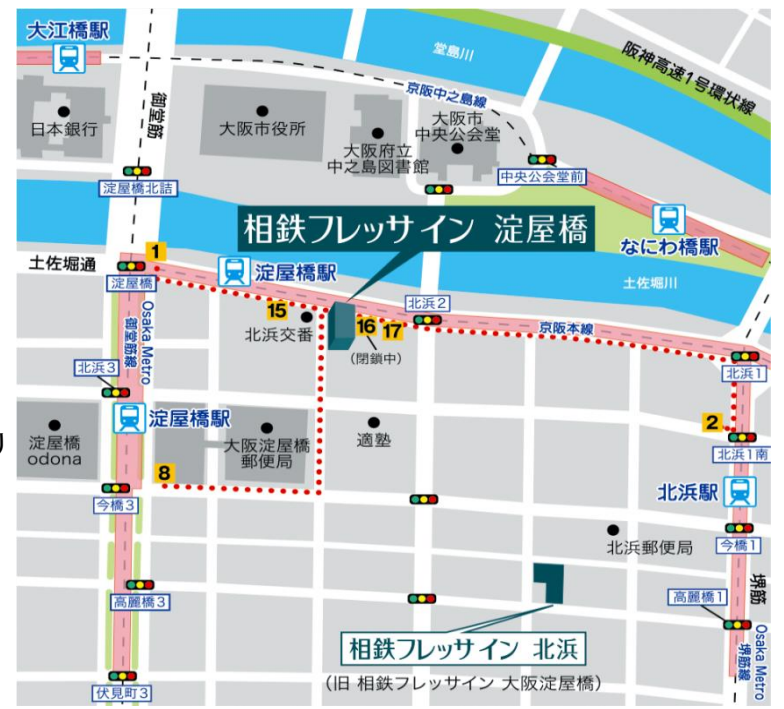 大江橋駅
堂島川
阪神高速1号環状線
御堂筋
京阪中之島線
日本銀行
大阪市役所
大阪府立
中之島図書館
大阪市
中央公会堂
淀屋橋北詰
中央公会堂前
相鉄フレッサイン 淀屋橋
なにわ橋駅
1
土佐堀通
淀屋橋
淀屋橋駅
土佐堀川
15
北浜交番
16
17
(閉鎖中)
北浜2
京阪本線
北浜1
Osaka Metro
御堂筋線
北浜3
淀屋橋駅
淀屋橋
odona
大阪淀屋橋
郵便局
適塾
2
北浜1南
8
北浜駅
今橋3
今橋1
北浜郵便局
高麗橋3
高麗橋1
堺筋
相鉄フレッサイン 北浜
(旧 相鉄フレッサイン 大阪淀屋橋)
Osaka Metro
堺筋線
伏見町3